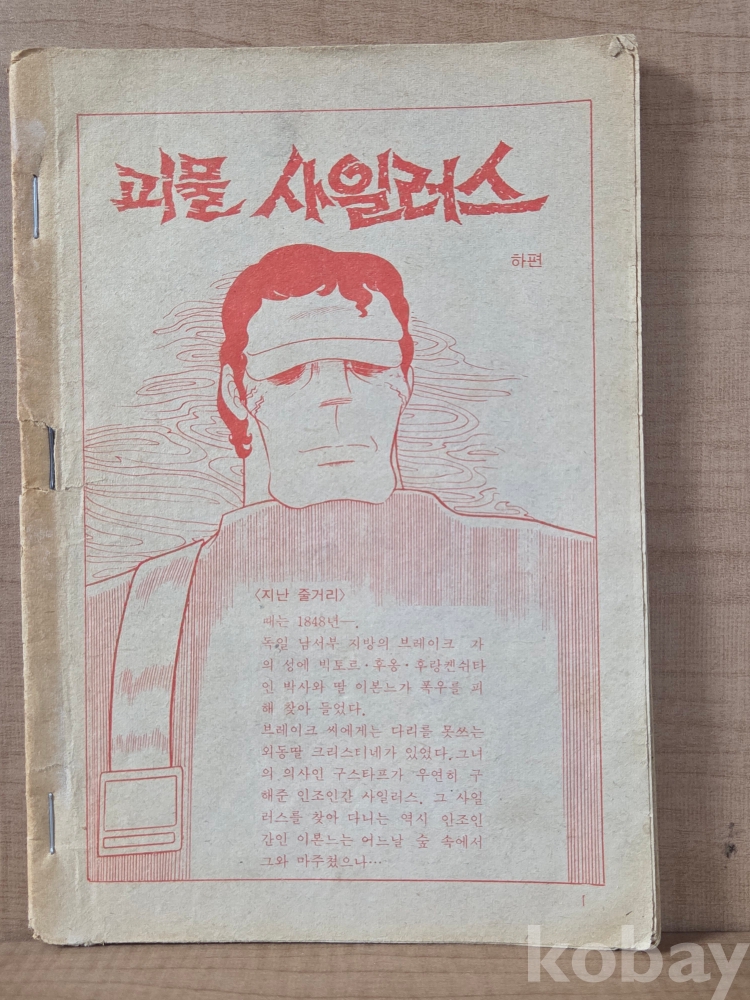 괴물 사일러스
하편
〈지난 줄거리〉
때는 1848년—.
독일 남서부 지방의 브레이크 가
의 성에 빅토르·후옹·후랑켄쉬타
인 박사와 딸 이본느가 폭우를 피
해 찾아 들었다.
브레이크 씨에게는 다리를 못쓰는
외동딸 크리스티네가 있었다. 그녀
의 의사인 구스타프가 우연히 구
해준 인조인간 사일러스. 그 사일
러스를 찾아 다니는 역시 인조인
간인 이본느는 어느날 숲 속에서
그와 마주쳤으나…
1
kobay